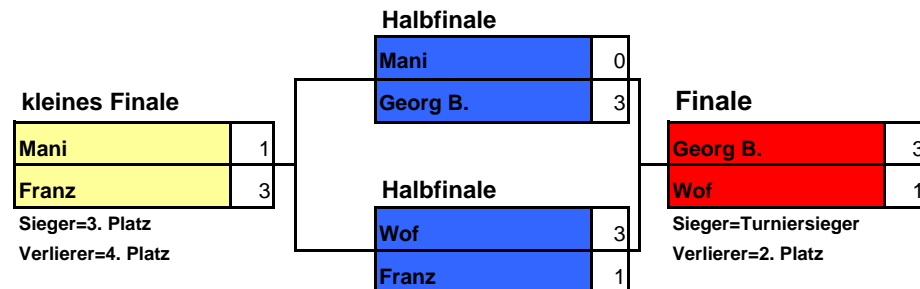 Halbfinale
Mani 0
Georg B. 3
kleines Finale
Mani 1
Franz 3
Sieger=3. Platz
Verlierer=4. Platz
Finale
Georg B. 3
Wof 1
Sieger=Turniersieger
Verlierer=2. Platz
Halbfinale
Wof 3
Franz 1